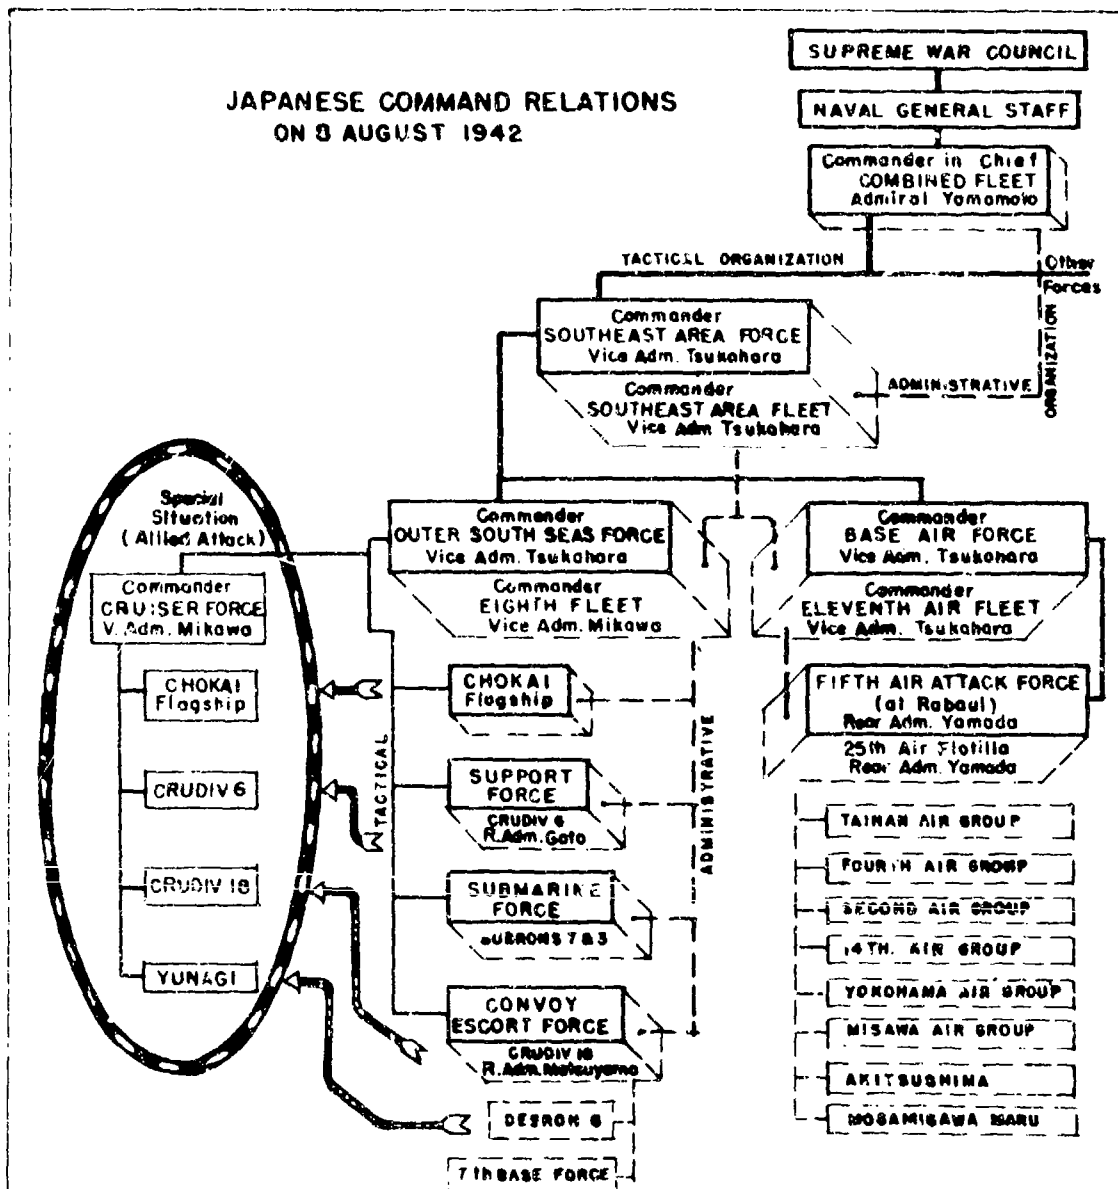 JAPANESE COMMAND RELATIONS
ON 8 AUGUST 1942
SUPREME WAR COUNCIL
NAVAL GENERAL STAFF
Commander in Chief
COMBINED FLEET
Admiral Yamamoto
TACTICAL ORGANIZATION
Other
Forces
ADMINISTRATIVE
ORGANIZATION
Commander
SOUTHEAST AREA FORCE
Vice Adm. Tsukahara
Commander
SOUTHEAST AREA FLEET
Vice Adm Tsukahara
Special
Situation
(Allied Attack)
Commander
CRUISER FORCE
V. Adm. Mikawa
CHOKAI
Flagship
CRUDIV 6
CRUDIV 18
YUNAGI
Commander
OUTER SOUTH SEAS FORCE
Vice Adm. Tsukahara
Commander
EIGHTH FLEET
Vice Adm. Mikawa
TACTICAL
ADMINISTRATIVE
CHOKAI
Flagship
SUPPORT
FORCE
CRUDIV 6
R. Adm. Goto
SUBMARINE
FORCE
SUBRONS 7 & 3
CONVOY
ESCORT FORCE
CRUDIV 18
R. Adm. Matsuyama
DESRON 6
7th BASE FORCE
Commander
BASE AIR FORCE
Vice Adm. Tsukahara
Commander
ELEVENTH AIR FLEET
Vice Adm. Tsukahara
FIFTH AIR ATTACK FORCE
(at Rabaul)
Rear Adm. Yamada
25th Air Flotilla
Rear Adm. Yamada
TAINAN AIR GROUP
FOURTH AIR GROUP
SECOND AIR GROUP
14TH. AIR GROUP
YOKOHAMA AIR GROUP
MISAWA AIR GROUP
AKITSUSHIMA
MOGAMIGAWA MARU